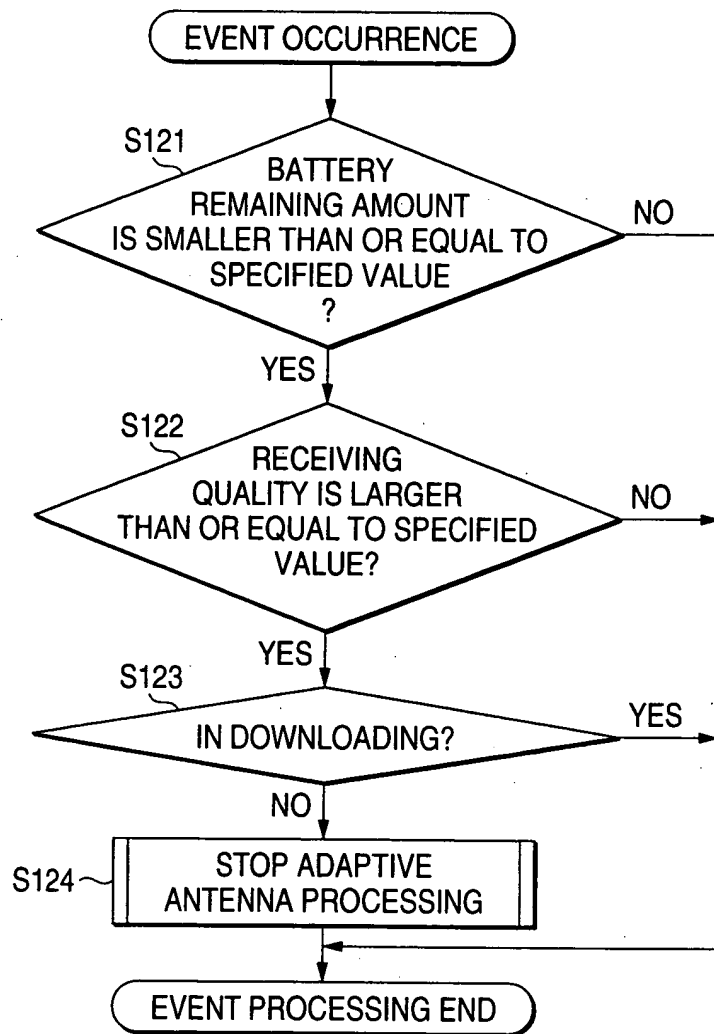 EVENT OCCURRENCE
S121
BATTERY
REMAINING AMOUNT
IS SMALLER THAN OR EQUAL TO
SPECIFIED VALUE
?
NO
YES
S122
RECEIVING
QUALITY IS LARGER
THAN OR EQUAL TO SPECIFIED
VALUE?
NO
YES
S123
IN DOWNLOADING?
YES
NO
S124
STOP ADAPTIVE
ANTENNA PROCESSING
EVENT PROCESSING END